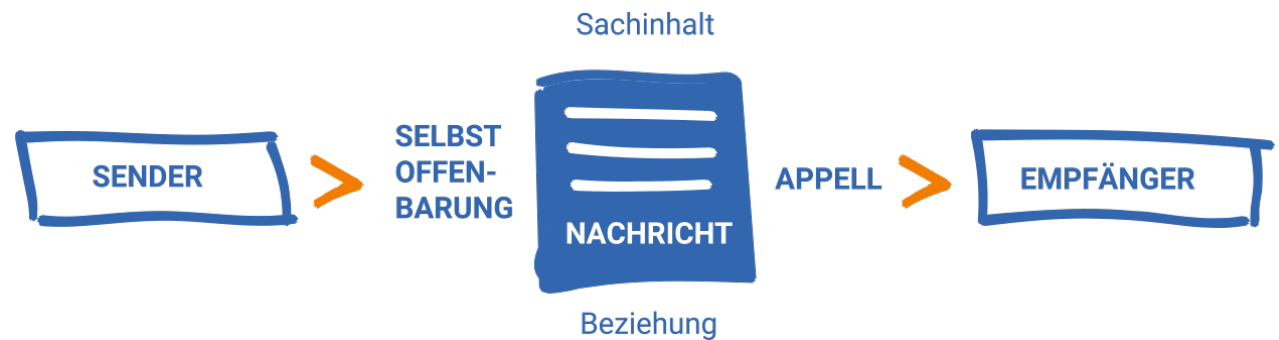 Sachinhalt
SENDER
SELBST
OFFEN-
BARUNG
NACHRICHT
APPELL
EMPFÄNGER
Beziehung